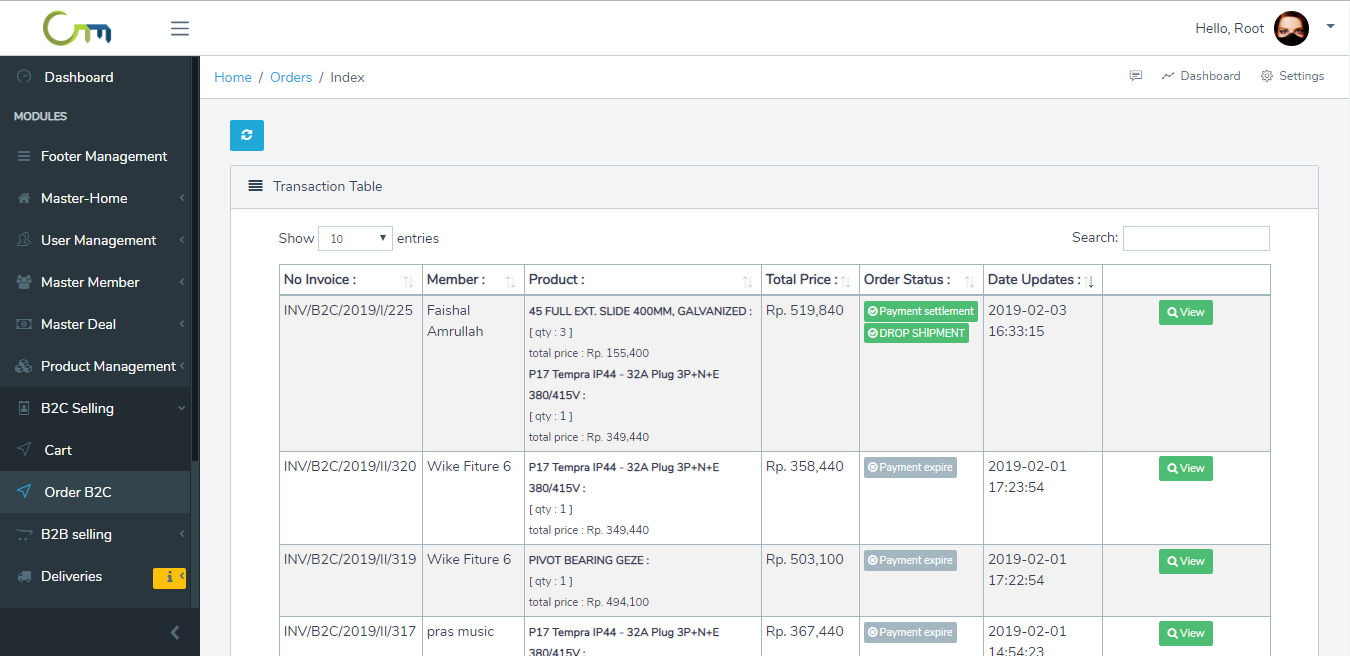 Hello, Root
Dashboard
MODULES
Footer Management
Master-Home
User Management
Master Member
Master Deal
Product Management
B2C Selling
Cart
Order B2C
B2B selling
Deliveries
Home / Orders / Index
Dashboard
Settings
Transaction Table
Show 10 entries
Search:
No Invoice : Member : Product : Total Price : Order Status : Date Updates :
INV/B2C/2019/I/225
Faishal
Amrullah
45 FULL EXT. SLIDE 400MM, GALVANIZED :
[ qty : 3 ]
total price : Rp. 155,400
P17 Tempra IP44 - 32A Plug 3P+N+E
380/415V :
[ qty : 1 ]
total price : Rp. 349,440
Rp. 519,840
Payment settlement
DROP SHIPMENT
2019-02-03
16:33:15
View
INV/B2C/2019/II/320
Wike Fiture 6
P17 Tempra IP44 - 32A Plug 3P+N+E
380/415V :
[ qty : 1 ]
total price : Rp. 349,440
Rp. 358,440
Payment expire
2019-02-01
17:23:54
View
INV/B2C/2019/II/319
Wike Fiture 6
PIVOT BEARING GEZE :
[ qty : 1 ]
total price : Rp. 494,100
Rp. 503,100
Payment expire
2019-02-01
17:22:54
View
INV/B2C/2019/II/317
pras music
P17 Tempra IP44 - 32A Plug 3P+N+E
380/415V :
Rp. 367,440
Payment expire
2019-02-01
14:54:23
View